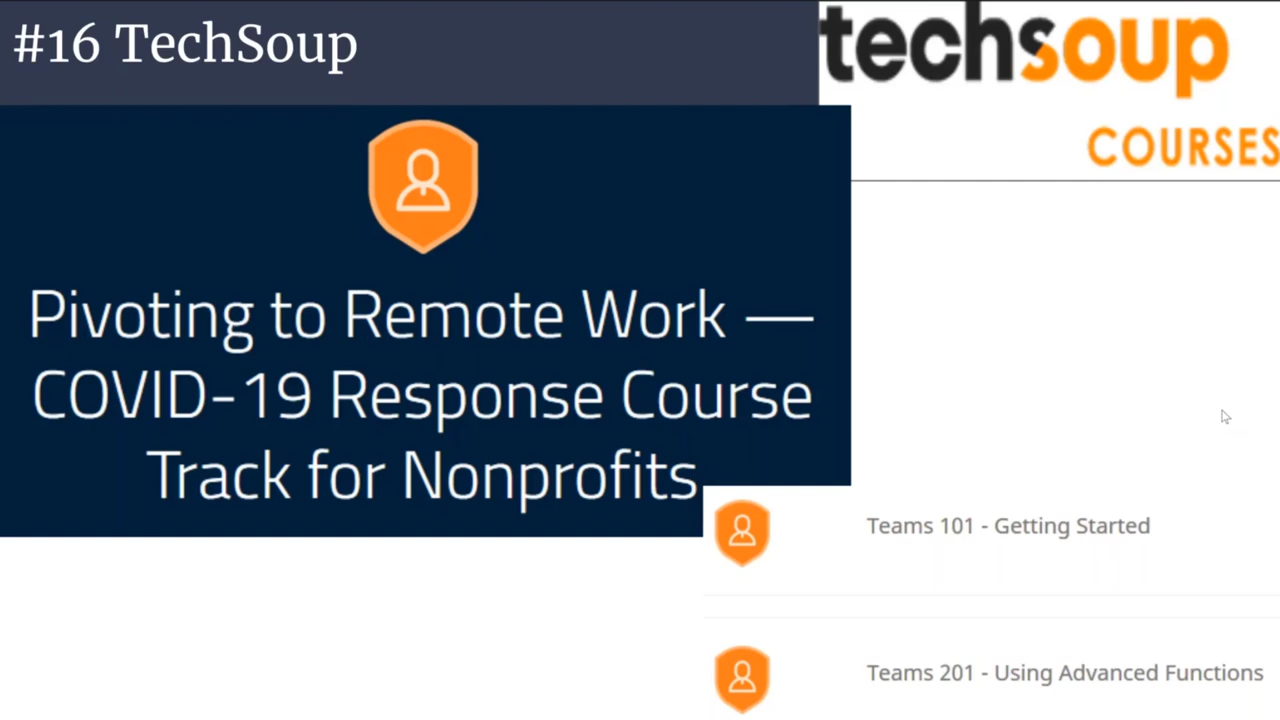 #16 TechSoup
techsoup
COURSES
Pivoting to Remote Work —
COVID-19 Response Course
Track for Nonprofits
Teams 101 - Getting Started
Teams 201 - Using Advanced Functions